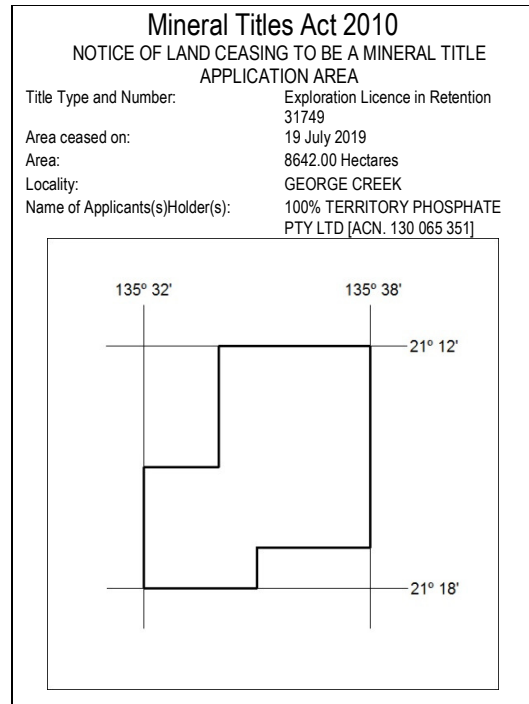 Mineral Titles Act 2010
NOTICE OF LAND CEASING TO BE A MINERAL TITLE
APPLICATION AREA
Title Type and Number: Exploration Licence in Retention
31749
Area ceased on: 19 July 2019
Area: 8642.00 Hectares
Locality: GEORGE CREEK
Name of Applicants(s)Holder(s): 100% TERRITORY PHOSPHATE
PTY LTD [ACN. 130 065 351]
135° 32' 135° 38'
21° 12'
21° 18'